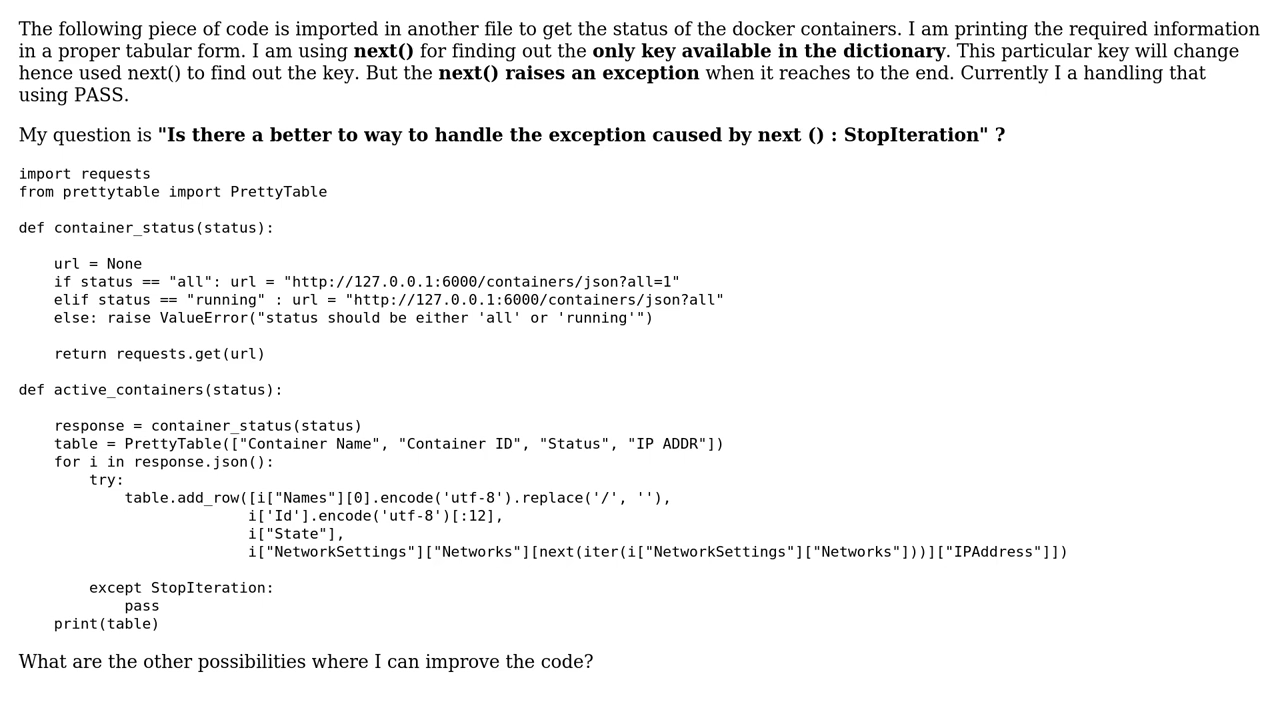 The following piece of code is imported in another file to get the status of the docker containers. I am printing the required information
in a proper tabular form. I am using next() for finding out the only key available in the dictionary. This particular key will change
hence used next() to find out the key. But the next() raises an exception when it reaches to the end. Currently I a handling that
using PASS.
My question is "Is there a better to way to handle the exception caused by next () : StopIteration" ?
import requests
from prettytable import PrettyTable
def container_status(status):
    url = None
    if status == "all": url = "http://127.0.0.1:6000/containers/json?all=1"
    elif status == "running" : url = "http://127.0.0.1:6000/containers/json?all"
    else: raise ValueError("status should be either 'all' or 'running'")
    return requests.get(url)
def active_containers(status):
    response = container_status(status)
    table = PrettyTable(["Container Name", "Container ID", "Status", "IP ADDR"])
    for i in response.json():
        try:
            table.add_row([i["Names"][0].encode('utf-8').replace('/', ''),
                          i['Id'].encode('utf-8')[:12],
                          i["State"],
                          i["NetworkSettings"]["Networks"][next(iter(i["NetworkSettings"]["Networks"]))]["IPAddress"]])
        except StopIteration:
            pass
    print(table)
What are the other possibilities where I can improve the code?